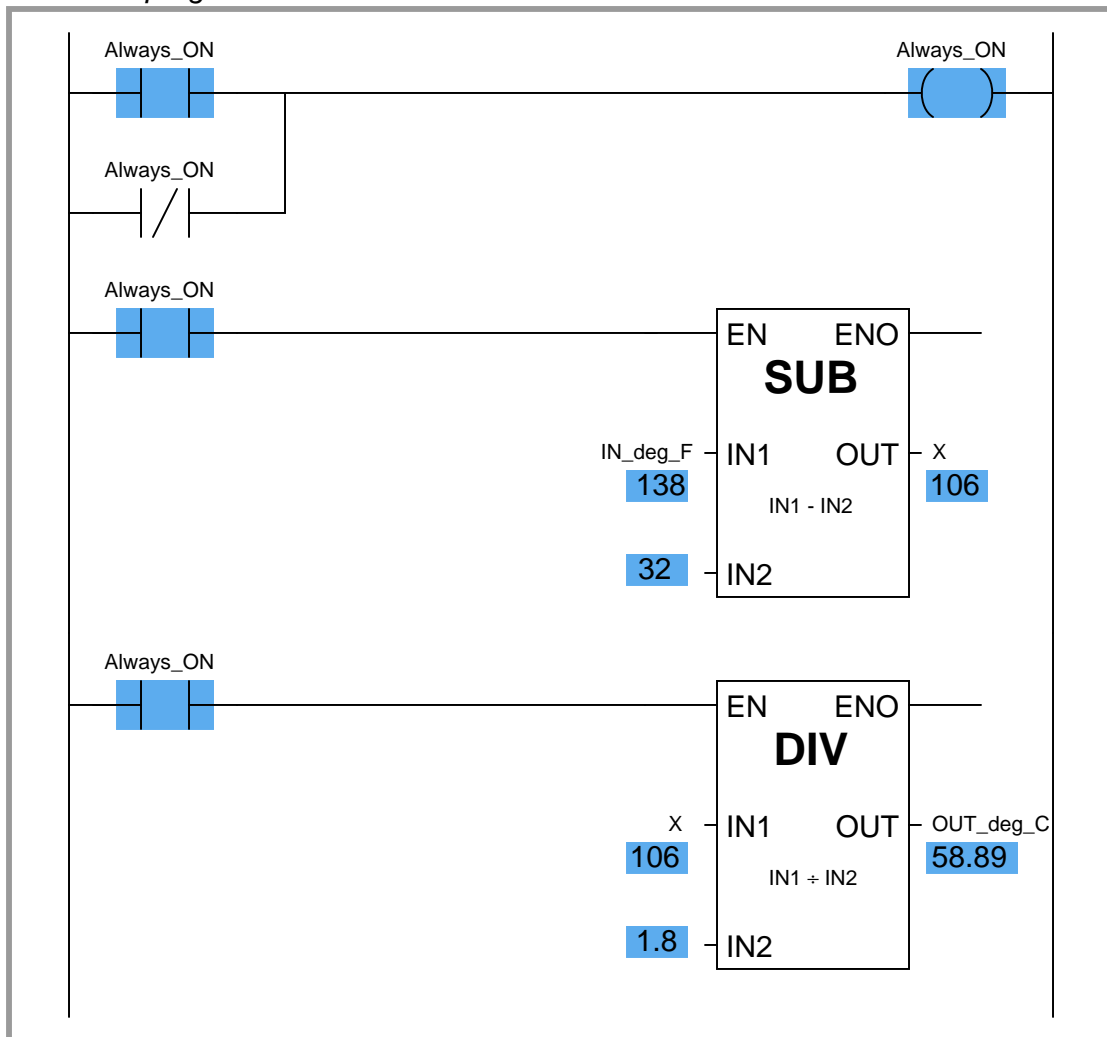 Always_ON Always_ON
Always_ON
Always_ON
EN ENO
SUB
IN_deg_F IN1 OUT X
138 106
IN1 - IN2
32 IN2
Always_ON
EN ENO
DIV
X IN1 OUT OUT_deg_C
106 58.89
IN1 ÷ IN2
1.8 IN2